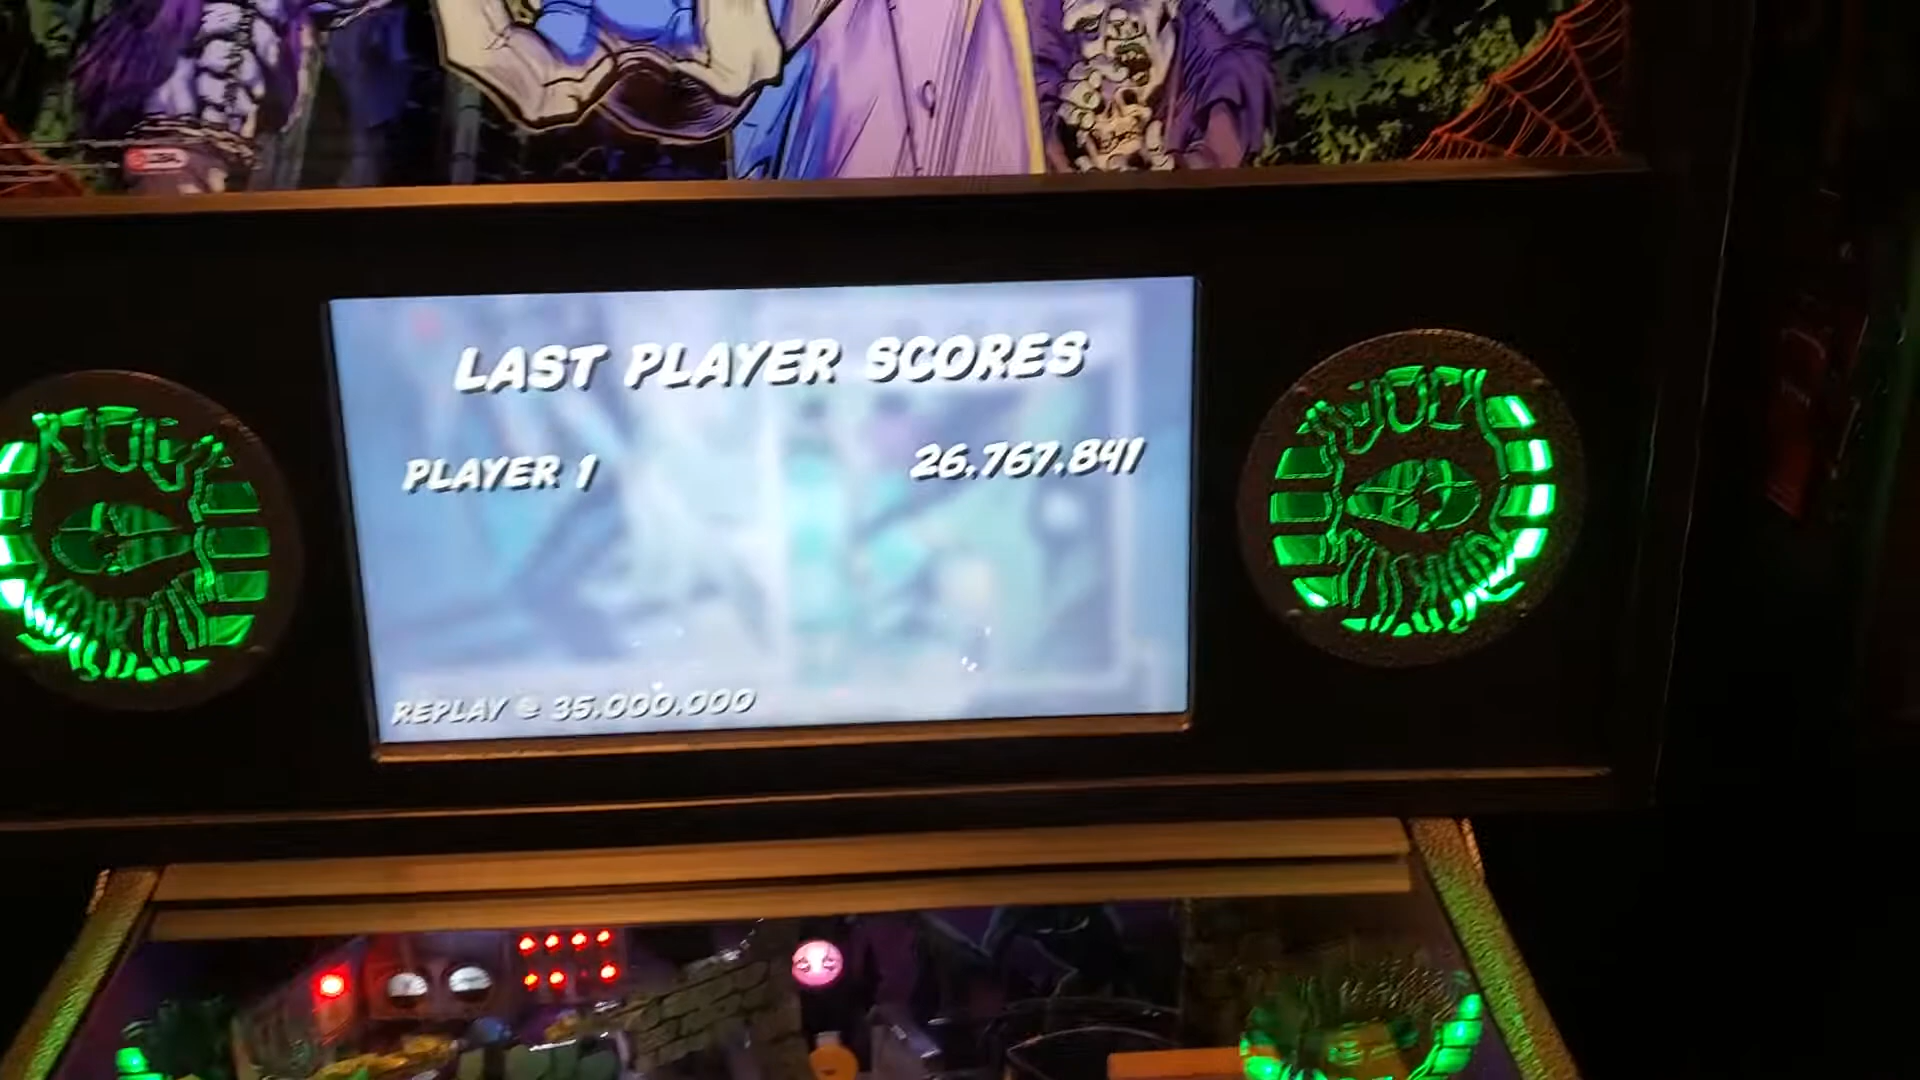 LAST PLAYER SCORES
PLAYER 1 26,767,841
REPLAY @ 35,000,000